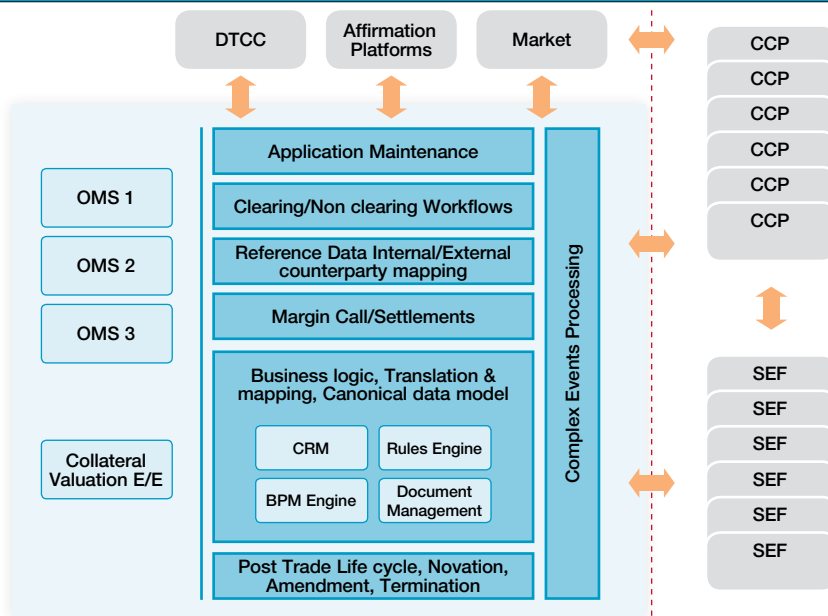 DTCC
Affirmation
Platforms
Market
OMS 1
OMS 2
OMS 3
Collateral
Valuation E/E
Application Maintenance
Clearing/Non clearing Workflows
Reference Data Internal/External
counterparty mapping
Margin Call/Settlements
Business logic, Translation &
mapping, Canonical data model
CRM
Rules Engine
BPM Engine
Document
Management
Post Trade Life cycle, Novation,
Amendment, Termination
Complex Events Processing
CCP
CCP
CCP
CCP
CCP
CCP
SEF
SEF
SEF
SEF
SEF
SEF